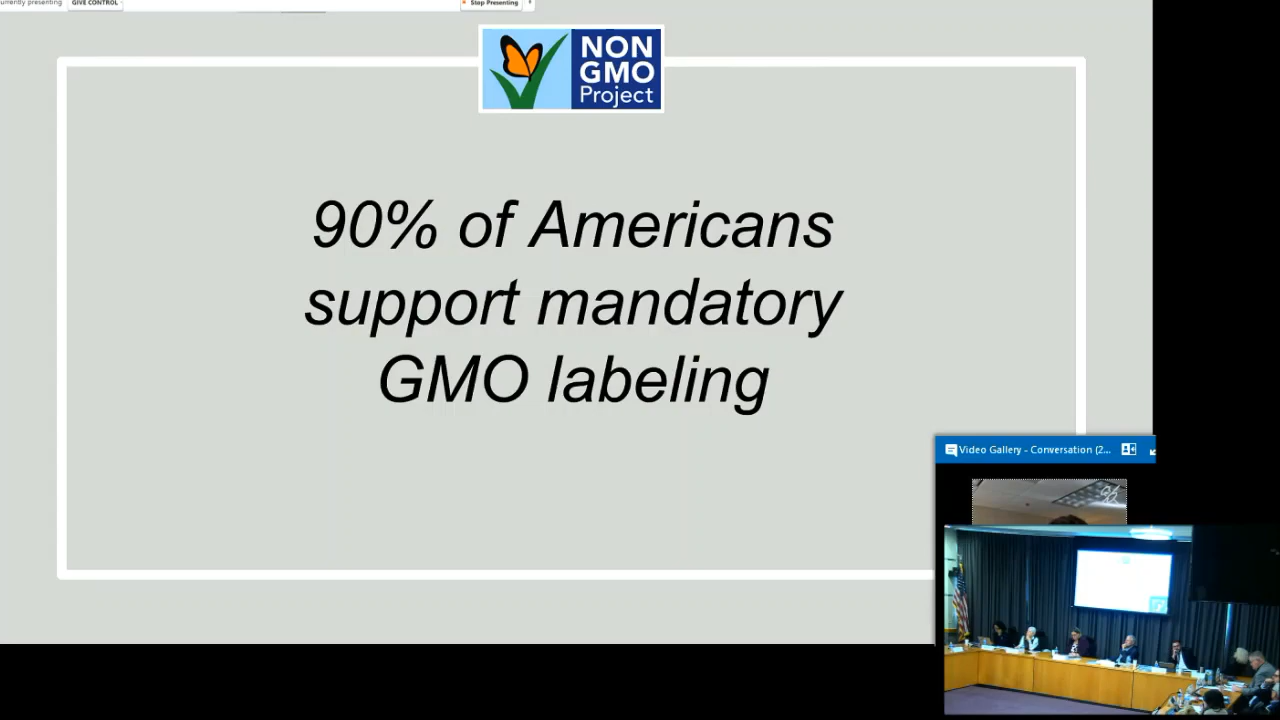 urrently presenting GIVE CONTROL Stop Presenting
NON
GMO
Project
90% of Americans
support mandatory
GMO labeling
Video Gallery - Conversation (2...